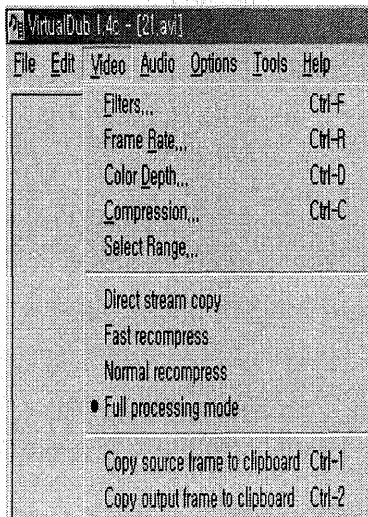 VirtualDub 1.4c - [21.avi]
File Edit Video Audio Options Tools Help
Filters... Ctrl-F
Frame Rate... Ctrl-R
Color Depth... Ctrl-D
Compression... Ctrl-C
Select Range...
Direct stream copy
Fast recompress
Normal recompress
• Full processing mode
Copy source frame to clipboard Ctrl-1
Copy output frame to clipboard Ctrl-2